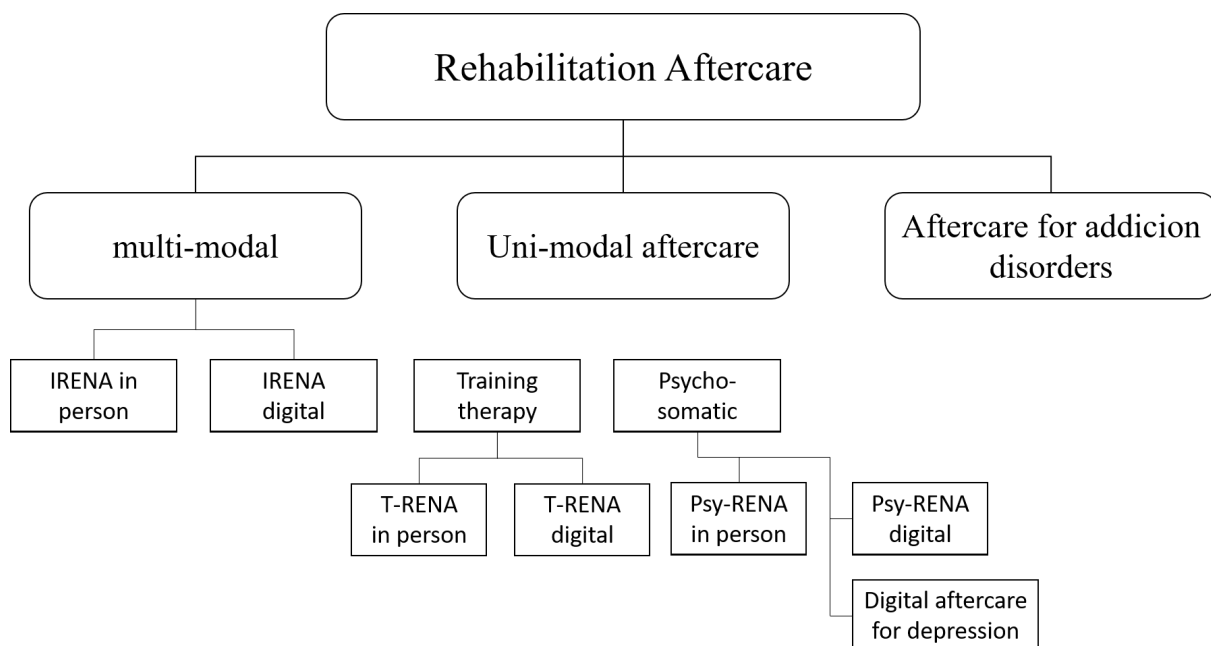 Rehabilitation Aftercare
multi-modal
Uni-modal aftercare
Aftercare for addicion
disorders
IRENA in
person
IRENA
digital
Training
therapy
Psycho-
somatic
T-RENA
in person
T-RENA
digital
Psy-RENA
in person
Psy-RENA
digital
Digital aftercare
for depression